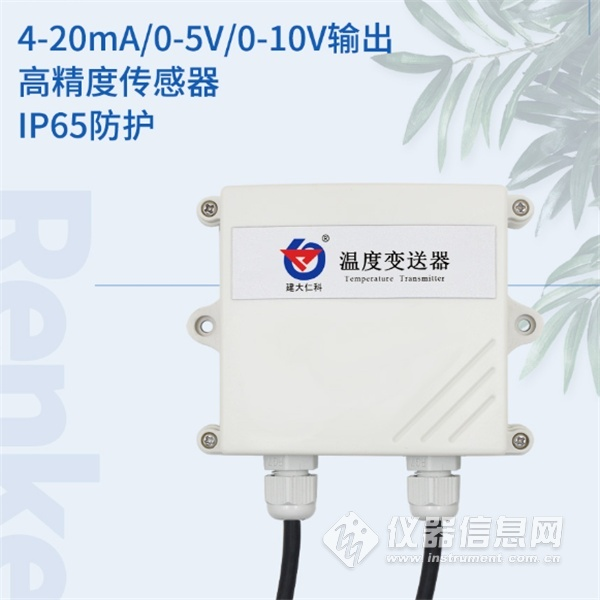 4-20mA/0-5V/0-10V输出
高精度传感器
IP65防护
Renke
®
建大仁科
温度变送器
Temperature Transmitter
仪器信息网
www.instrument.com.cn